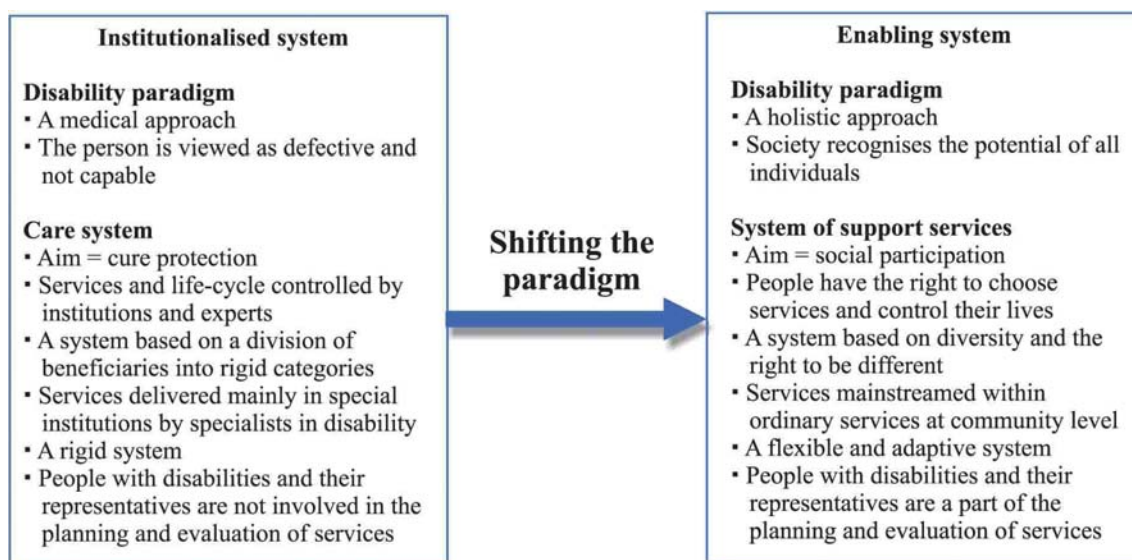 Institutionalised system
Disability paradigm
▪ A medical approach
▪ The person is viewed as defective and
not capable
Care system
▪ Aim = cure protection
▪ Services and life-cycle controlled by
institutions and experts
▪ A system based on a division of
beneficiaries into rigid categories
▪ Services delivered mainly in special
institutions by specialists in disability
▪ A rigid system
▪ People with disabilities and their
representatives are not involved in the
planning and evaluation of services
Shifting the
paradigm
Enabling system
Disability paradigm
▪ A holistic approach
▪ Society recognises the potential of all
individuals
System of support services
▪ Aim = social participation
▪ People have the right to choose
services and control their lives
▪ A system based on diversity and the
right to be different
▪ Services mainstreamed within
ordinary services at community level
▪ A flexible and adaptive system
▪ People with disabilities and their
representatives are a part of the
planning and evaluation of services